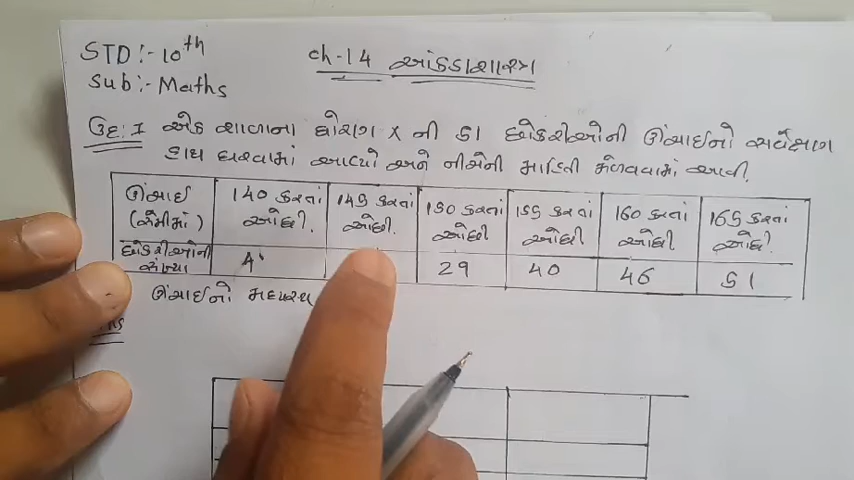 STD :- 10th
ch-14 આંકડાશાસ્ત્ર
Sub :- Maths
ઉદા: I એક શાળાના ધોરણ X ની 51 છોકરીઓની ઊંચાઈનો સર્વેક્ષણ
હાથ ધરવામાં આવ્યો અને નીચેની માહિતી મેળવવામાં આવી.
ઊંચાઈ (સેમીમાં) 140 કરતાં ઓછી. 145 કરતાં ઓછી. 150 કરતાં ઓછી 155 કરતાં ઓછી 160 કરતાં ઓછી 165 કરતાં ઓછી.
છોકરીઓની સંખ્યા 4 29 40 46 51
ઊંચાઈનો મધ્યસ્થ